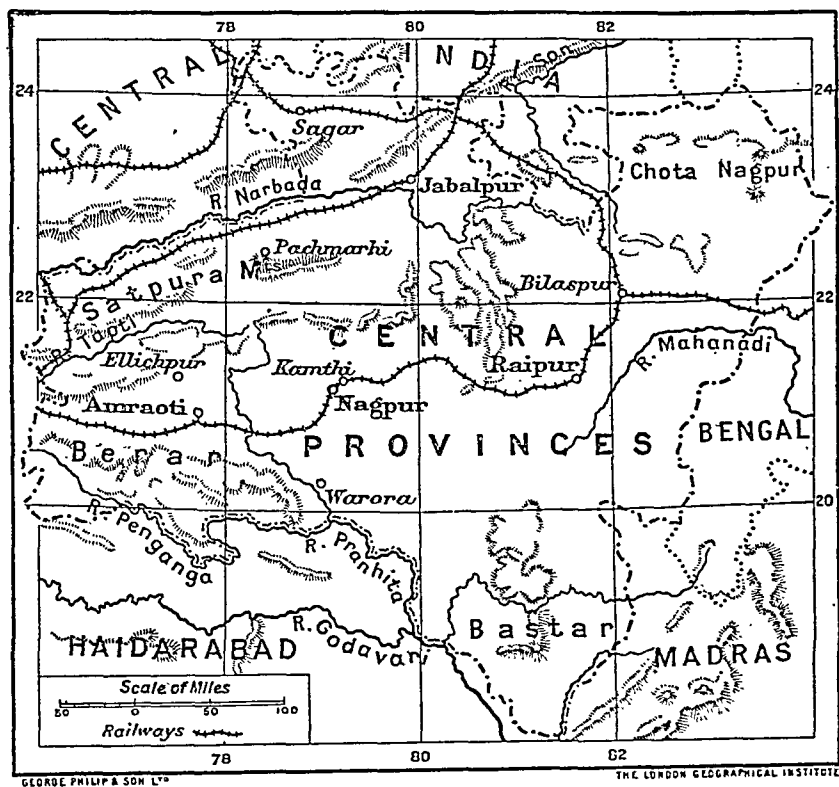 78 80 82
CENTRAL INDIA
R. Son
24
Sagar
Chota Nagpur
R. Narbada
Jabalpur
Pachmarhi
Satpura Mts
Bilaspur
22
R. Tapti
CENTRAL
Ellichpur
Kamthi
Raipur
R. Mahanadi
Amraoti
Nagpur
PROVINCES
BENGAL
Berar
Warora
20
R. Penganga
R. Pranhita
Bastar
HAIDARABAD
R. Godavari
MADRAS
Scale of Miles
50 0 50 100
Railways
78 80 82
GEORGE PHILIP & SON LTD
THE LONDON GEOGRAPHICAL INSTITUTE